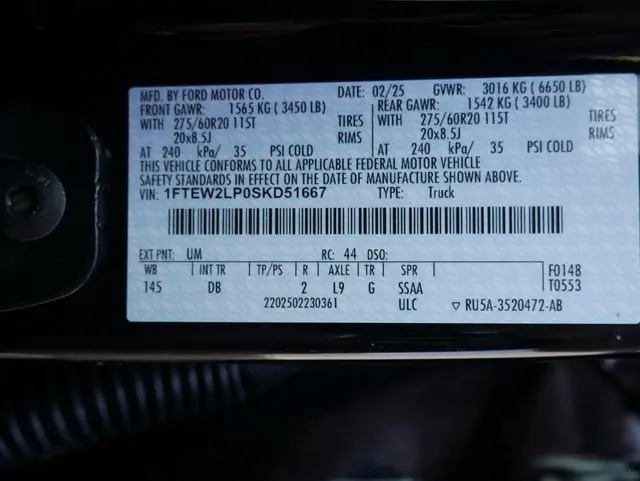 MFD. BY FORD MOTOR CO. DATE: 02/25 GVWR: 3016 KG ( 6650 LB)
FRONT GAWR: 1565 KG ( 3450 LB) REAR GAWR: 1542 KG ( 3400 LB)
WITH 275/60R20 115T TIRES WITH 275/60R20 115T TIRES
20x8.5J RIMS 20x8.5J RIMS
AT 240 kPa/ 35 PSI COLD AT 240 kPa/ 35 PSI COLD
THIS VEHICLE CONFORMS TO ALL APPLICABLE FEDERAL MOTOR VEHICLE
SAFETY STANDARDS IN EFFECT ON THE DATE OF MANUFACTURE SHOWN ABOVE.
VIN: 1FTEW2LP0SKD51667 TYPE: Truck
EXT PNT: UM RC: 44 DSO:
WB INT TR TP/PS R AXLE TR SPR F0148
145 DB 2 L9 G SSAA T0553
2202502230361 ULC ▽ RU5A-3520472-AB